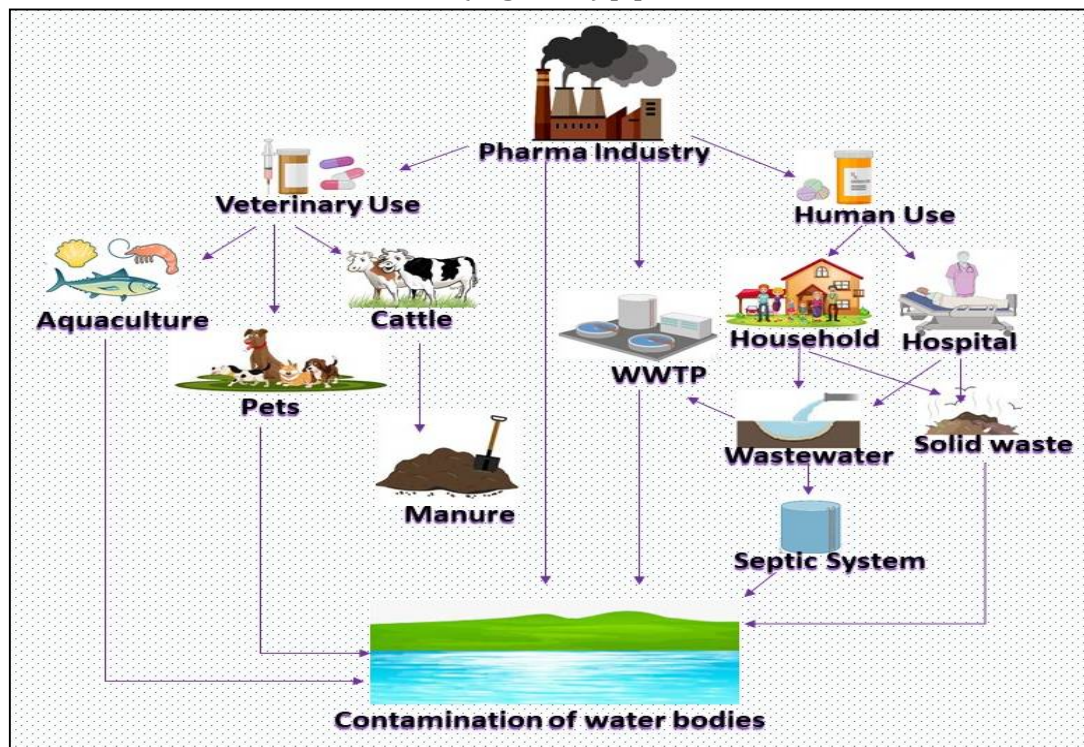 Pharma Industry
Veterinary Use
Human Use
Aquaculture
Cattle
Household
Hospital
WWTP
Pets
Wastewater
Solid waste
Manure
Septic System
Contamination of water bodies